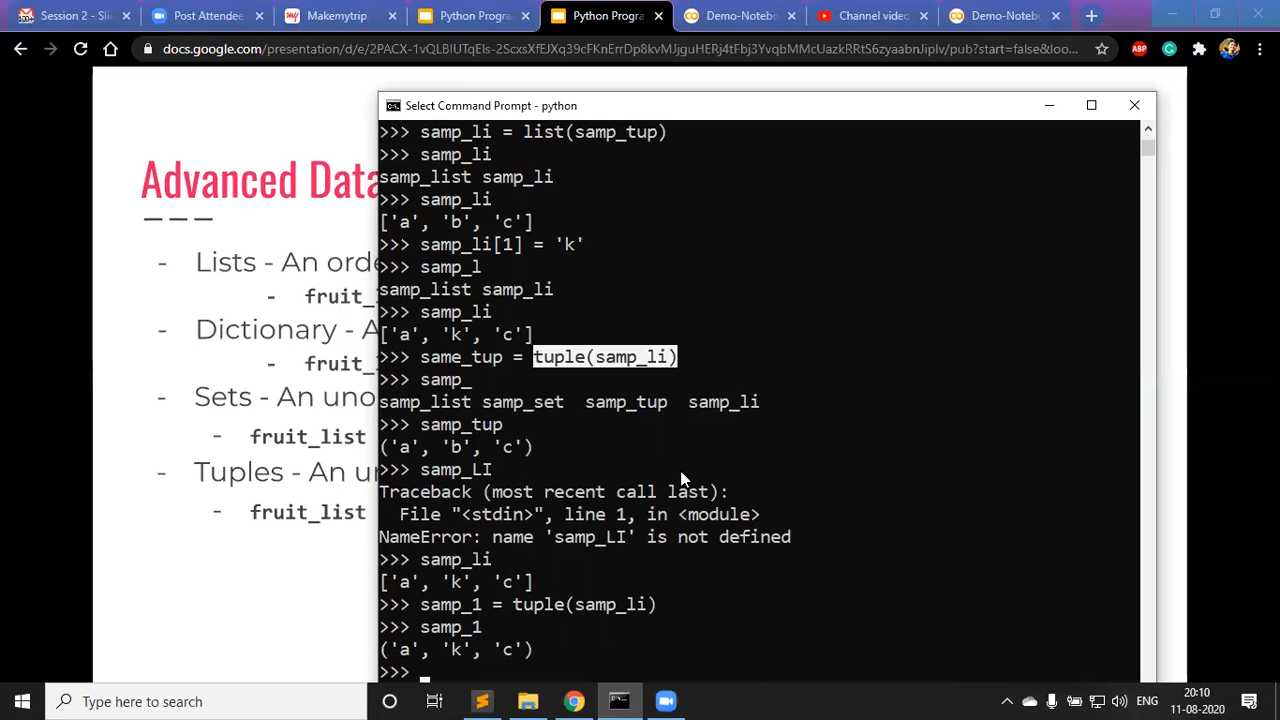 Session 2 - Sli
Post Attendee
Makemytrip
Python Progra
Python Progra
Demo-Notebo
Channel video
Demo-Notebo
docs.google.com/presentation/d/e/2PACX-1vQLBIUTqEls-2ScxsXfEJXq39cFKnErrDp8kvMJjguHERj4tFbj3YvqbMmCUazkRRtS6zyaabnJiplv/pub?start=false&loo...
ABP
Select Command Prompt - python
Advanced Data
- Lists - An orde
- fruit_
- Dictionary - A
- fruit_
- Sets - An uno
- fruit_list
- Tuples - An u
- fruit_list
>>> samp_li = list(samp_tup)
>>> samp_li
samp_list samp_li
>>> samp_li
['a', 'b', 'c']
>>> samp_li[1] = 'k'
>>> samp_l
samp_list samp_li
>>> samp_li
['a', 'k', 'c']
>>> same_tup = tuple(samp_li)
>>> samp_
samp_list samp_set  samp_tup  samp_li
>>> samp_tup
('a', 'b', 'c')
>>> samp_LI
Traceback (most recent call last):
  File "<stdin>", line 1, in <module>
NameError: name 'samp_LI' is not defined
>>> samp_li
['a', 'k', 'c']
>>> samp_1 = tuple(samp_li)
>>> samp_1
('a', 'k', 'c')
>>>
Type here to search
ENG
20:10
11-08-2020